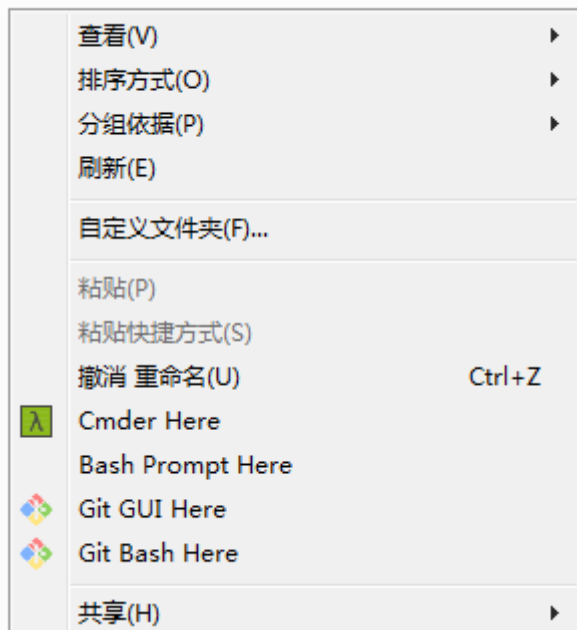 查看(V)
排序方式(O)
分组依据(P)
刷新(E)
自定义文件夹(F)...
粘贴(P)
粘贴快捷方式(S)
撤消 重命名(U) Ctrl+Z
λ Cmder Here
Bash Prompt Here
Git GUI Here
Git Bash Here
共享(H)